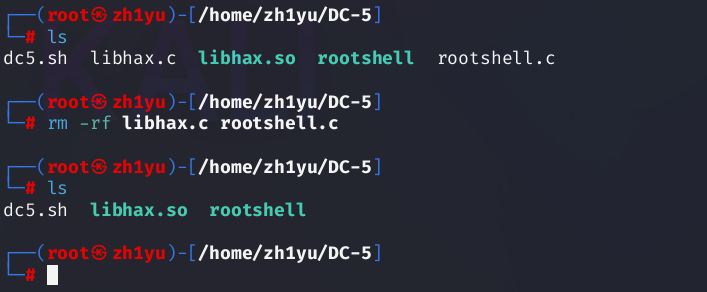 ┌──(root㉿zh1yu)-[/home/zh1yu/DC-5]
└─# ls
dc5.sh  libhax.c  libhax.so  rootshell  rootshell.c
┌──(root㉿zh1yu)-[/home/zh1yu/DC-5]
└─# rm -rf libhax.c rootshell.c
┌──(root㉿zh1yu)-[/home/zh1yu/DC-5]
└─# ls
dc5.sh  libhax.so  rootshell
┌──(root㉿zh1yu)-[/home/zh1yu/DC-5]
└─#